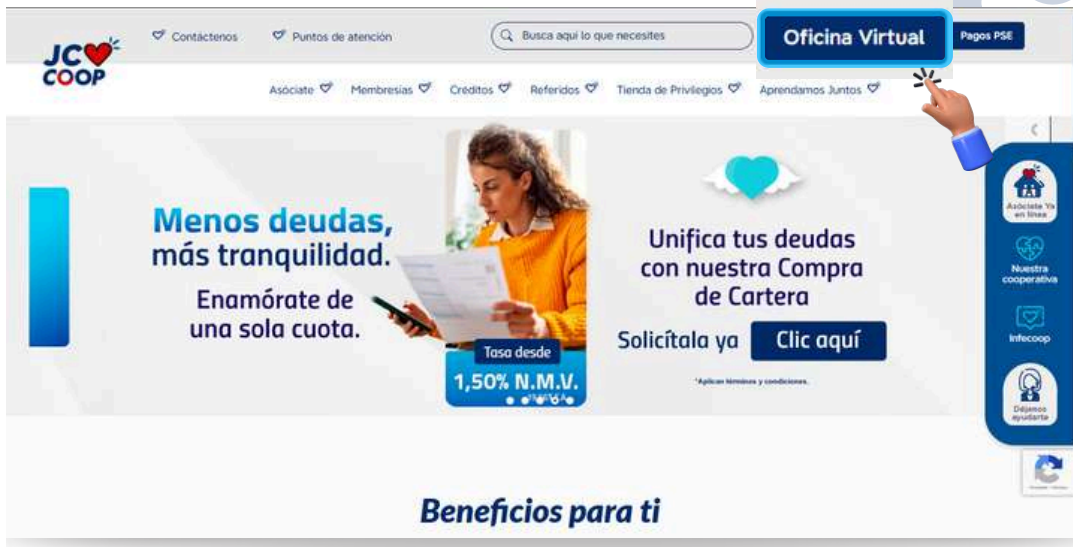 JC
COOP
Contáctenos
Puntos de atención
Busca aquí lo que necesites
Oficina Virtual
Pagos PSE
Asóciate
Membresías
Créditos
Referidos
Tienda de Privilegios
Aprendamos Juntos
Menos deudas,
más tranquilidad.
Enamórate de
una sola cuota.
Tasa desde
1,50% N.M.V.
Unifica tus deudas
con nuestra Compra
de Cartera
Solicítala ya
Clic aquí
*Aplican términos y condiciones.
Asóciate Ya
en línea
Nuestra
cooperativa
Infecoop
Déjenos
ayudarte
Beneficios para ti